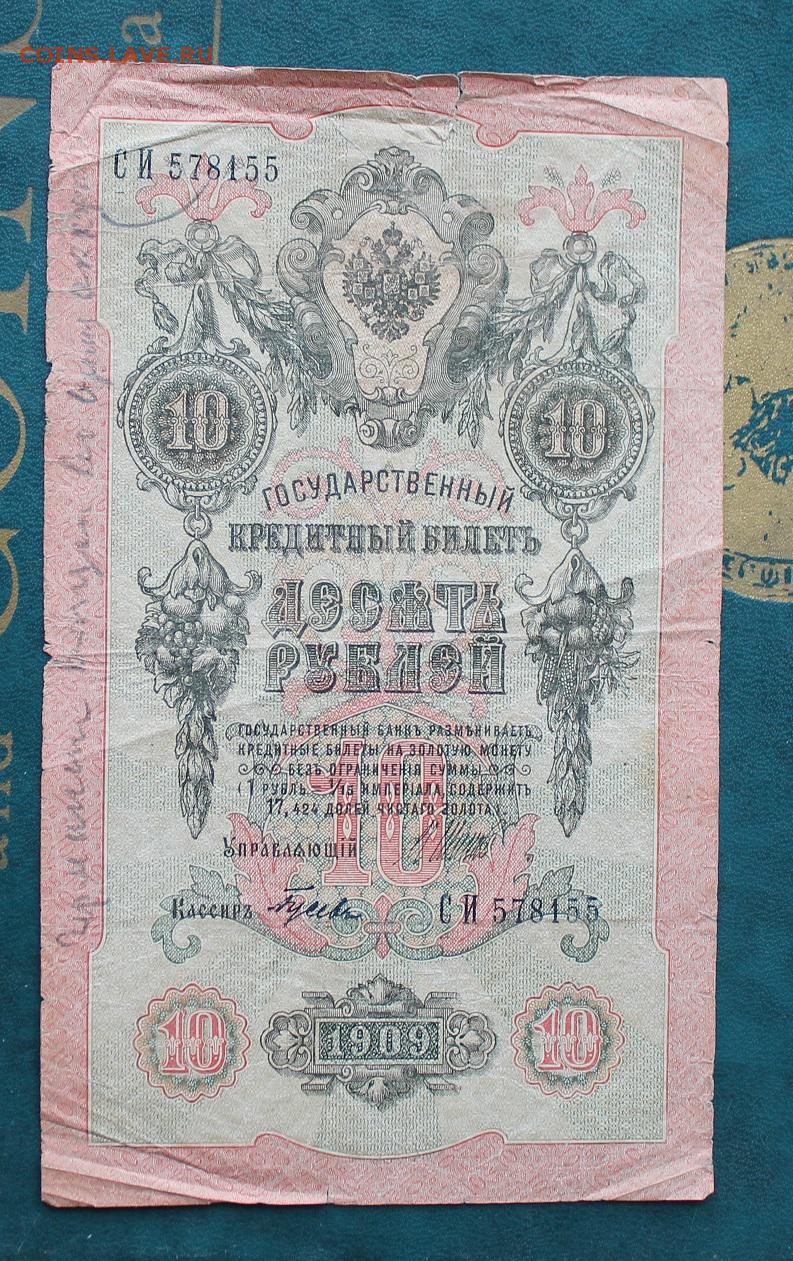 COINS.LAVE.RU
СИ 578155
10
10
ГОСУДАРСТВЕННЫЙ
КРЕДИТНЫЙ БИЛЕТЪ
ДЕСЯТЬ
РУБЛЕЙ
ГОСУДАРСТВЕННЫЙ БАНКЪ РАЗМѢНИВАЕТЪ
КРЕДИТНЫЕ БИЛЕТЫ НА ЗОЛОТУЮ МОНЕТУ
БЕЗЪ ОГРАНИЧЕНІЯ СУММЫ
(1 РУБЛЬ = 1/15 ИМПЕРІАЛА, СОДЕРЖИТЪ
17,424 ДОЛЕЙ ЧИСТАГО ЗОЛОТА)
10
УПРАВЛЯЮЩІЙ
КАССИРЪ
СИ 578155
10
1909
10